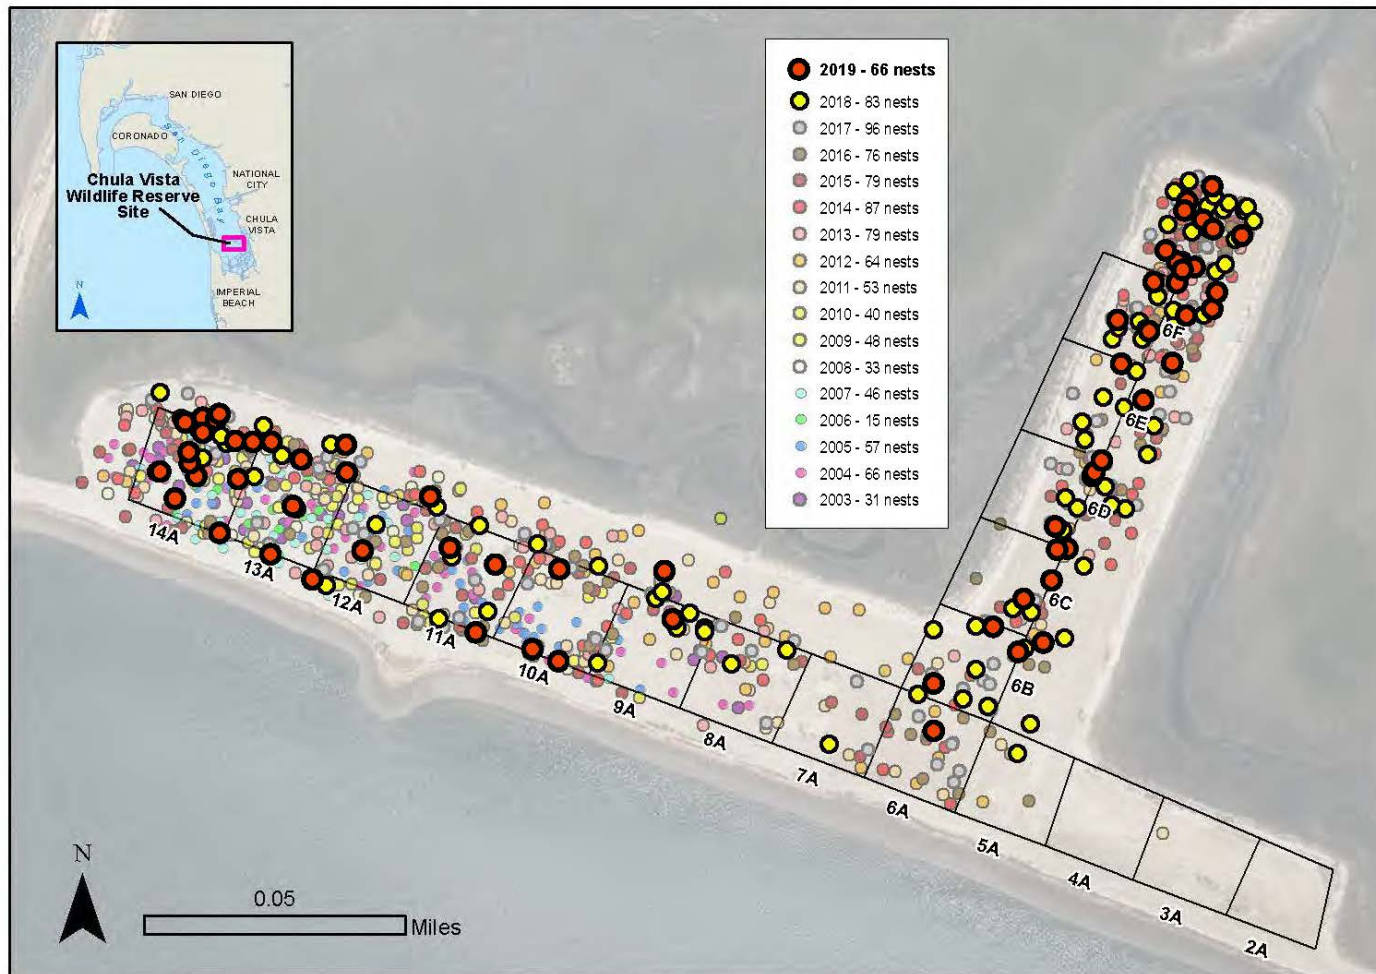 SAN DIEGO
CORONADO
San Diego Bay
NATIONAL
CITY
Chula Vista
Wildlife Reserve
Site
CHULA
VISTA
IMPERIAL
BEACH
N
2019 - 66 nests
2018 - 83 nests
2017 - 96 nests
2016 - 76 nests
2015 - 79 nests
2014 - 87 nests
2013 - 79 nests
2012 - 64 nests
2011 - 53 nests
2010 - 40 nests
2009 - 48 nests
2008 - 33 nests
2007 - 46 nests
2006 - 15 nests
2005 - 57 nests
2004 - 66 nests
2003 - 31 nests
6F
6E
6D
6C
6B
14A
13A
12A
11A
10A
9A
8A
7A
6A
5A
4A
3A
2A
N
0.05
Miles